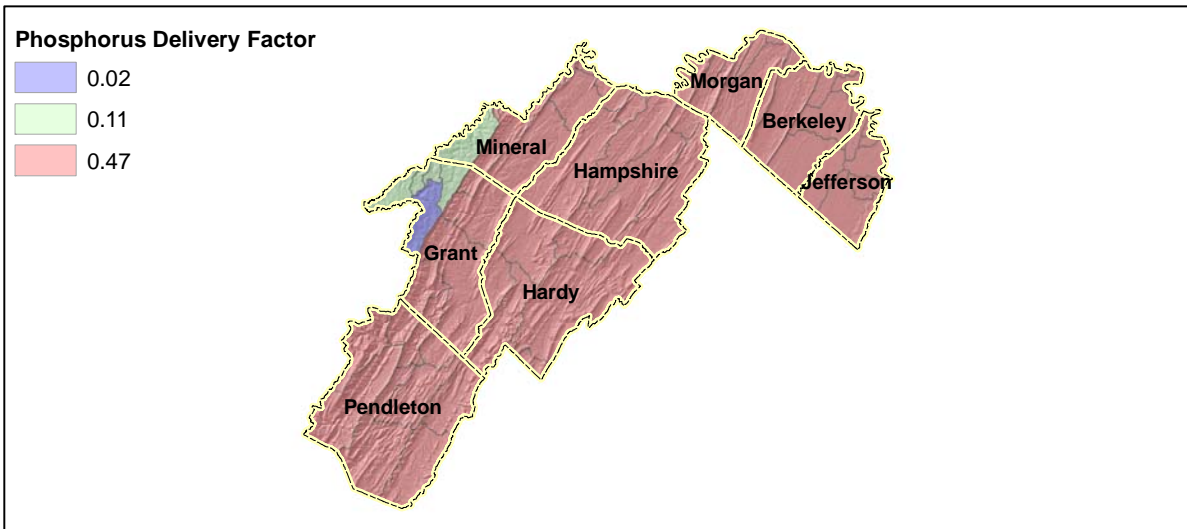 Phosphorus Delivery Factor
0.02
0.11
0.47
Morgan
Berkeley
Mineral
Hampshire
Jefferson
Grant
Hardy
Pendleton